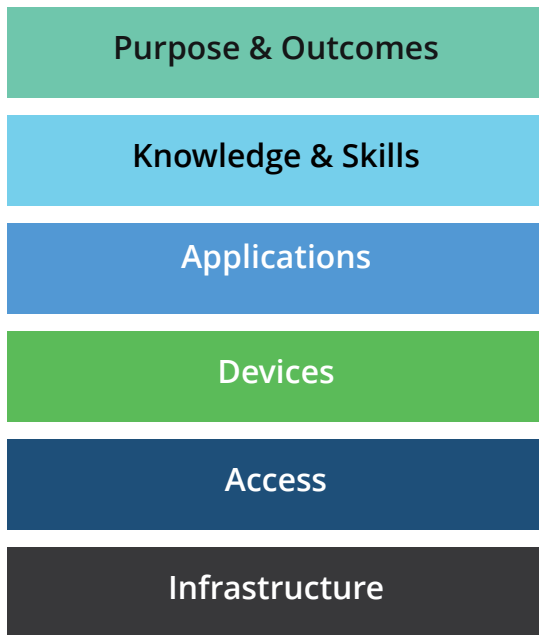 Purpose & Outcomes
Knowledge & Skills
Applications
Devices
Access
Infrastructure